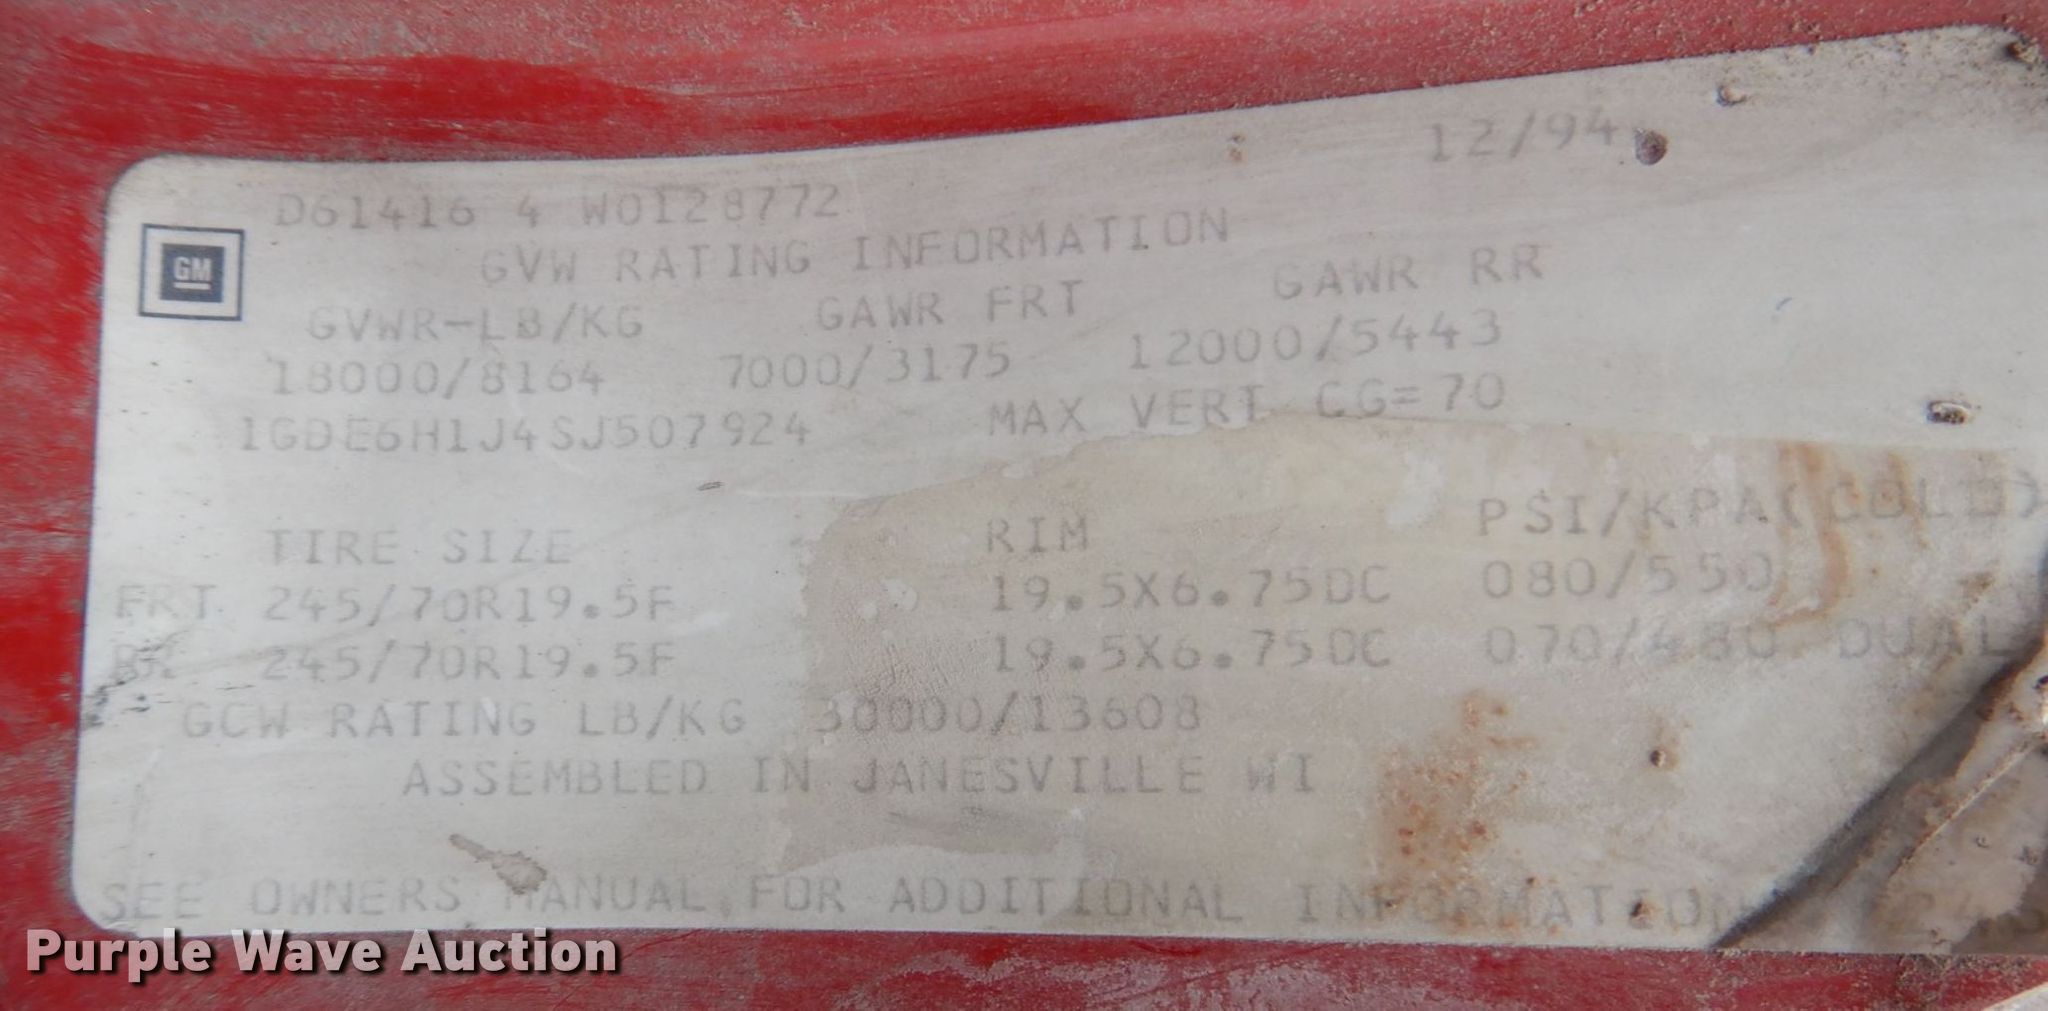 12/94
D61416 4 W0128772
GM
GVW RATING INFORMATION
GVWR-LB/KG GAWR FRT GAWR RR
18000/8164 7000/3175 12000/5443
1GDE6H1J4SJ507924 MAX VERT CG=70
TIRE SIZE RIM PSI/KPA(COLD)
FRT 245/70R19.5F 19.5X6.75DC 080/550
245/70R19.5F 19.5X6.75DC 070/480 DUAL
GCW RATING LB/KG 30000/13608
ASSEMBLED IN JANESVILLE WI
SEE OWNERS MANUAL FOR ADDITIONAL INFORMATION
Purple Wave Auction